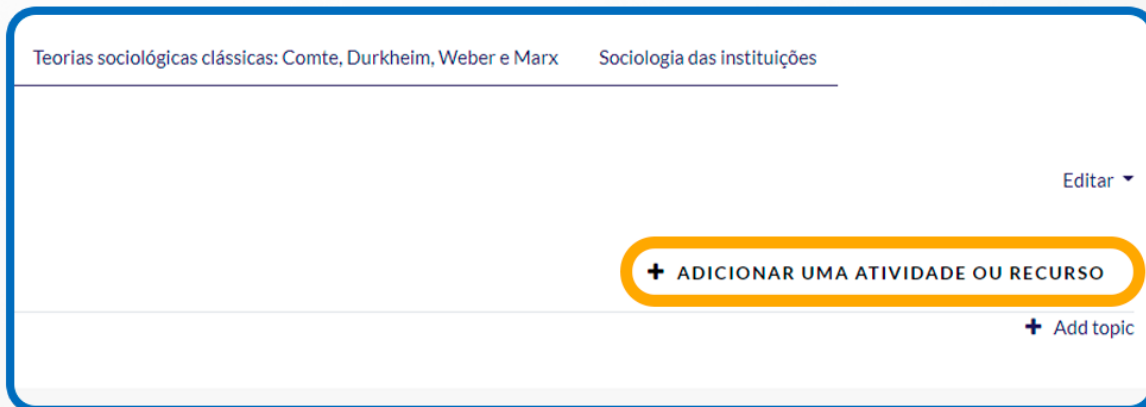 Teorias sociológicas clássicas: Comte, Durkheim, Weber e Marx Sociologia das instituições
Editar
+ ADICIONAR UMA ATIVIDADE OU RECURSO
+ Add topic